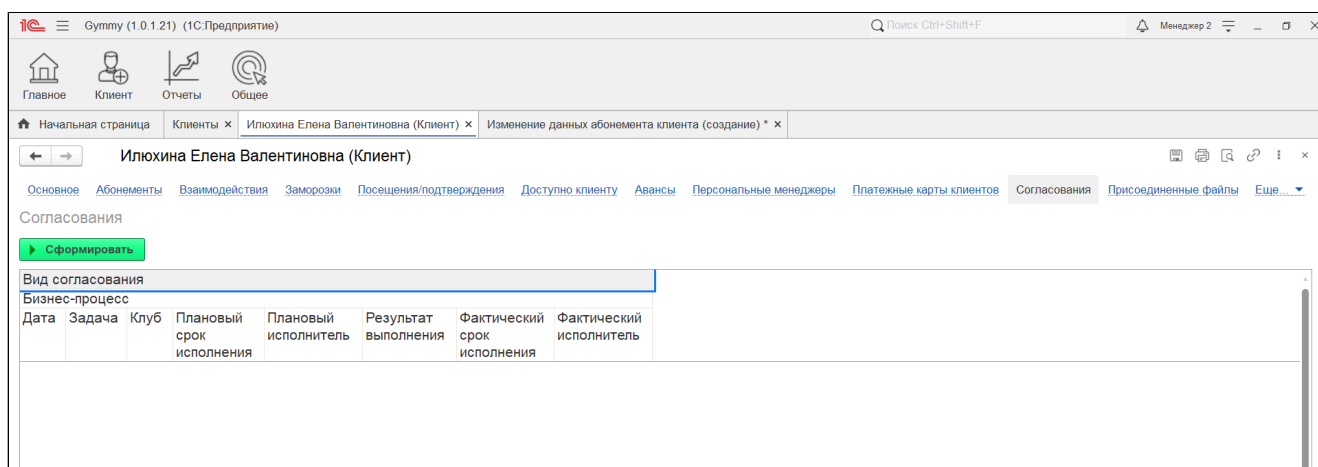 1С Gymmy (1.0.1.21) (1С:Предприятие) Поиск Ctrl+Shift+F Менеджер 2
Главное Клиент Отчеты Общее
Начальная страница Клиенты × Илюхина Елена Валентиновна (Клиент) × Изменение данных абонемента клиента (создание) * ×
Илюхина Елена Валентиновна (Клиент)
Основное Абонементы Взаимодействия Заморозки Посещения/подтверждения Доступно клиенту Авансы Персональные менеджеры Платежные карты клиентов Согласования Присоединенные файлы Еще...
Согласования
Сформировать
Вид согласования
Бизнес-процесс
Дата Задача Клуб Плановый срок исполнения Плановый исполнитель Результат выполнения Фактический срок исполнения Фактический исполнитель